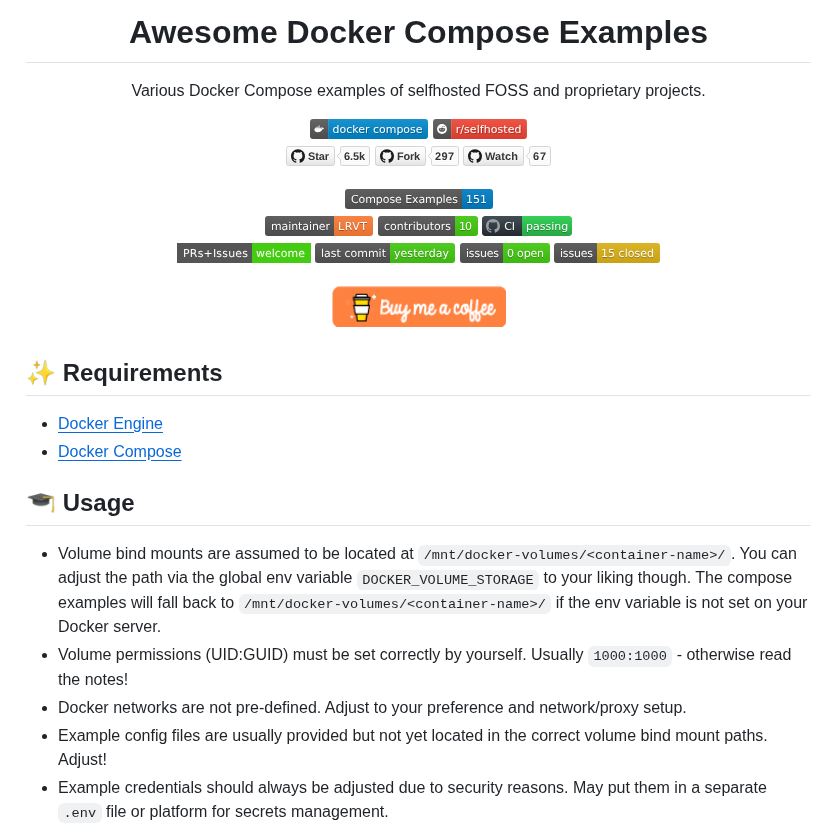 Awesome Docker Compose Examples
Various Docker Compose examples of selfhosted FOSS and proprietary projects.
docker compose r/selfhosted
Star 6.5k Fork 297 Watch 67
Compose Examples 151
maintainer LRVT contributors 10 CI passing
PRs+Issues welcome last commit yesterday issues 0 open issues 15 closed
Buy me a coffee
✨ Requirements
• Docker Engine
• Docker Compose
🎓 Usage
• Volume bind mounts are assumed to be located at /mnt/docker-volumes/<container-name>/. You can
adjust the path via the global env variable DOCKER_VOLUME_STORAGE to your liking though. The compose
examples will fall back to /mnt/docker-volumes/<container-name>/ if the env variable is not set on your
Docker server.
• Volume permissions (UID:GUID) must be set correctly by yourself. Usually 1000:1000 - otherwise read
the notes!
• Docker networks are not pre-defined. Adjust to your preference and network/proxy setup.
• Example config files are usually provided but not yet located in the correct volume bind mount paths.
Adjust!
• Example credentials should always be adjusted due to security reasons. May put them in a separate
.env file or platform for secrets management.